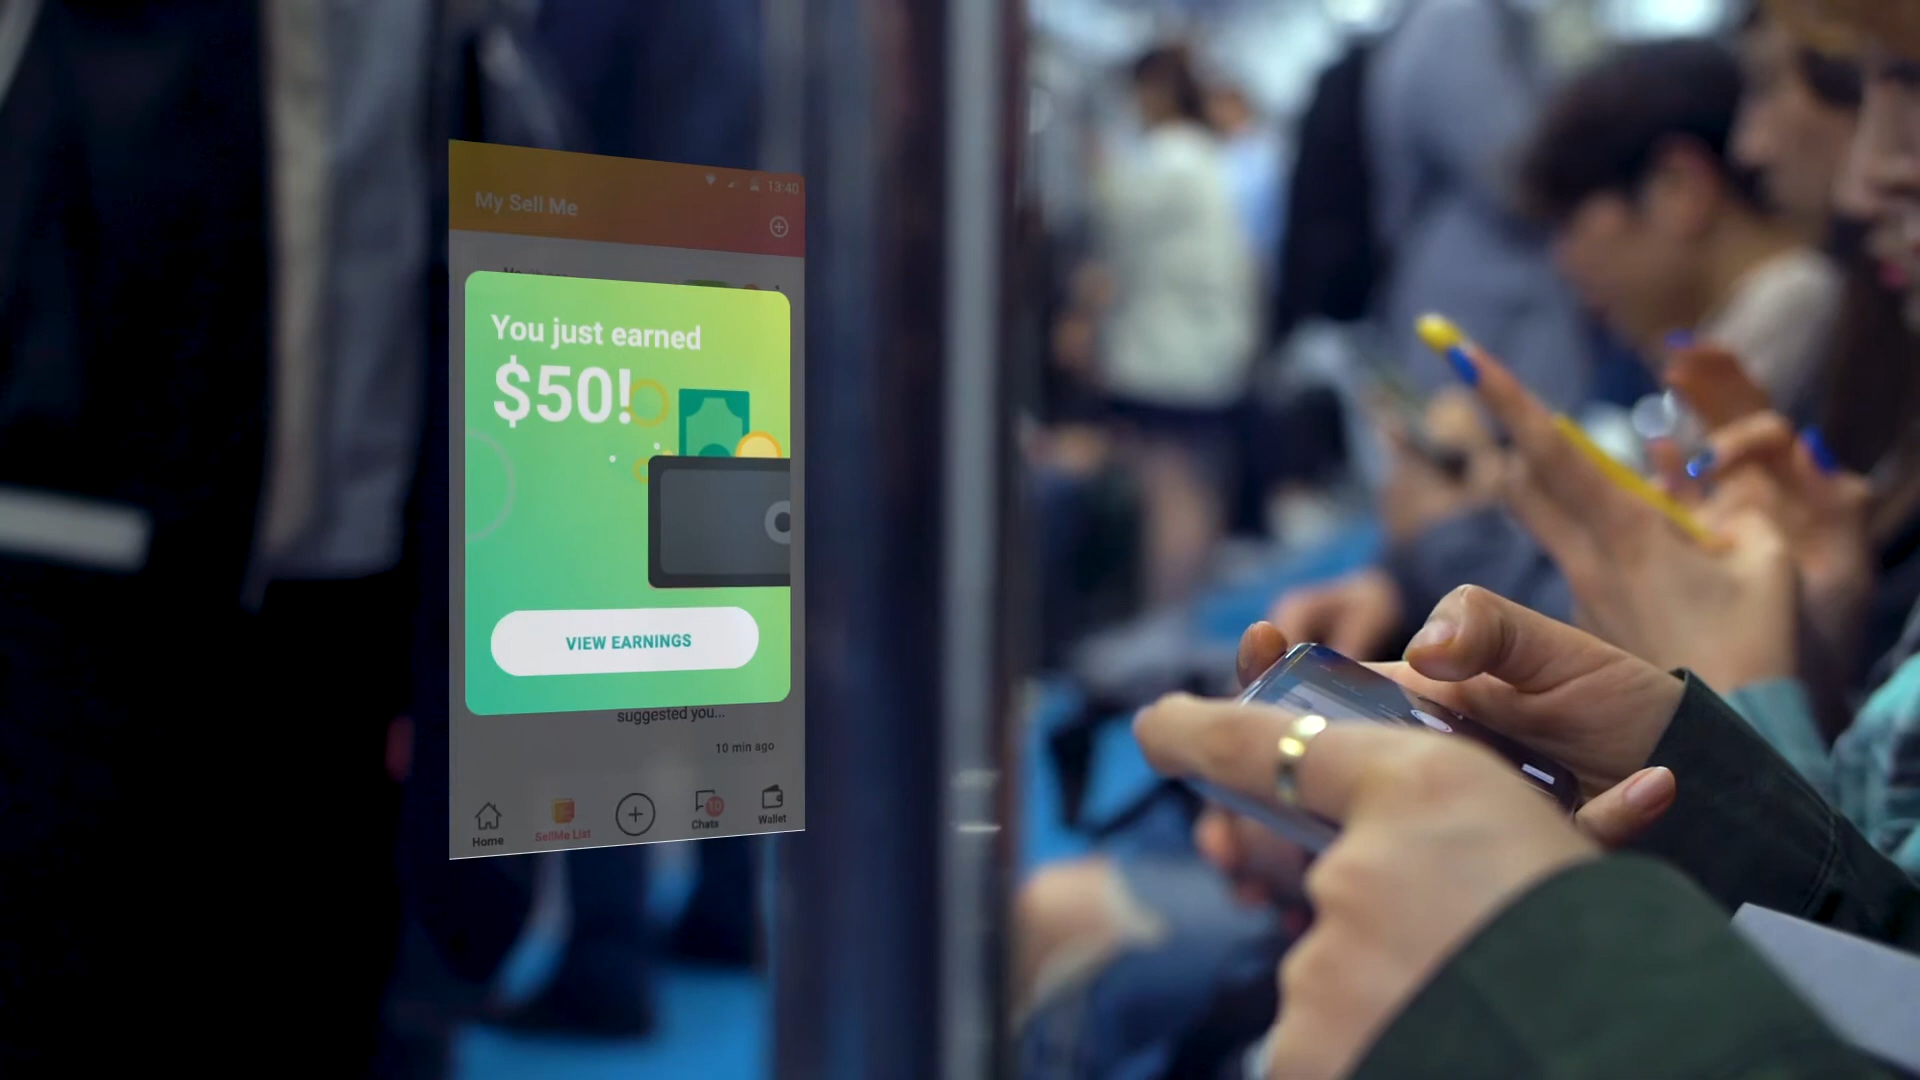 13:40
My Sell Me
You just earned
$50!
VIEW EARNINGS
suggested you...
10 min ago
10
Home
SellMe List
Chats
Wallet